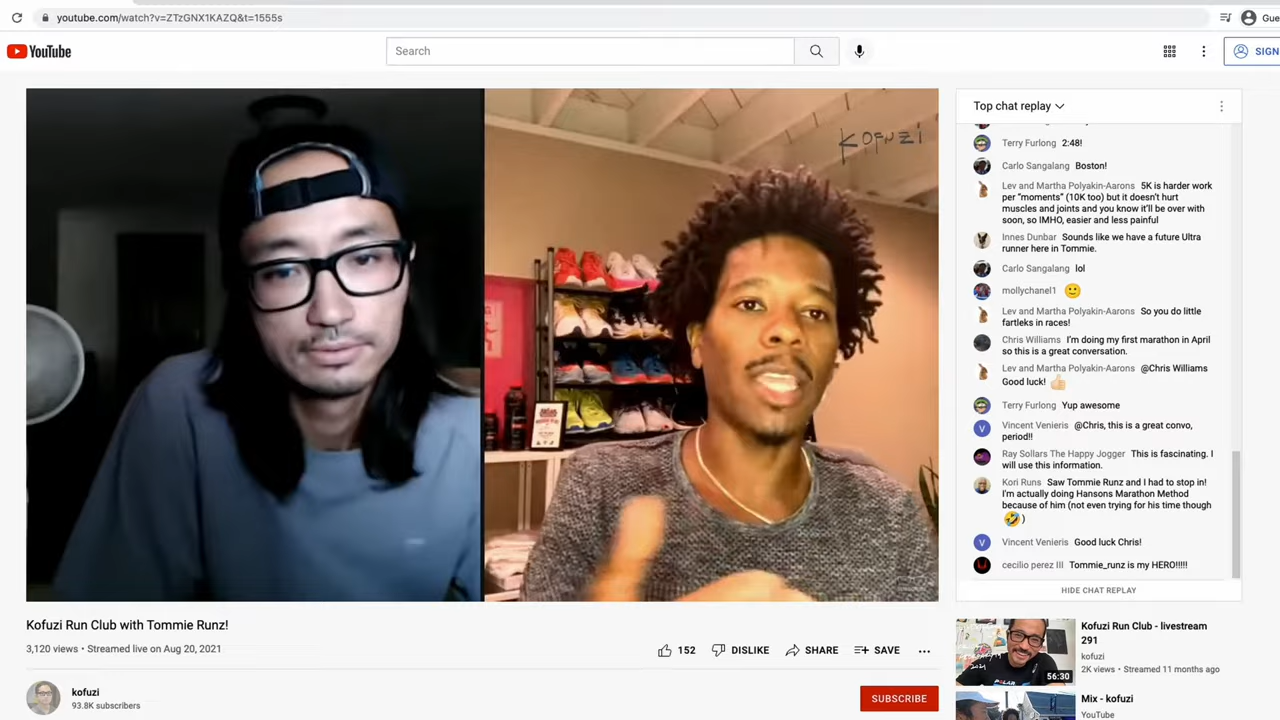 youtube.com/watch?v=ZTzGNX1KAZQ&t=1555s
Gue
YouTube
Search
SIGN
KOFUZI
Top chat replay
Terry Furlong 2:48!
Carlo Sangalang Boston!
Lev and Martha Polyakin-Aarons 5K is harder work
per “moments” (10K too) but it doesn’t hurt
muscles and joints and you know it’ll be over with
soon, so IMHO, easier and less painful
Innes Dunbar Sounds like we have a future Ultra
runner here in Tommie.
Carlo Sangalang lol
mollychanel1
Lev and Martha Polyakin-Aarons So you do little
fartleks in races!
Chris Williams I’m doing my first marathon in April
so this is a great conversation.
Lev and Martha Polyakin-Aarons @Chris Williams
Good luck!
Terry Furlong Yup awesome
V
Vincent Venieris @Chris, this is a great convo,
period!!
Ray Sollars The Happy Jogger This is fascinating. I
will use this information.
Kori Runs Saw Tommie Runz and I had to stop in!
I’m actually doing Hansons Marathon Method
because of him (not even trying for his time though
)
V
Vincent Venieris Good luck Chris!
cecilio perez III Tommie_runz is my HERO!!!!!
HIDE CHAT REPLAY
Kofuzi Run Club with Tommie Runz!
3,120 views • Streamed live on Aug 20, 2021
152
DISLIKE
SHARE
SAVE
kofuzi
93.8K subscribers
SUBSCRIBE
POLAR
56:30
Kofuzi Run Club - livestream
291
kofuzi
2K views • Streamed 11 months ago
Mix - kofuzi
YouTube